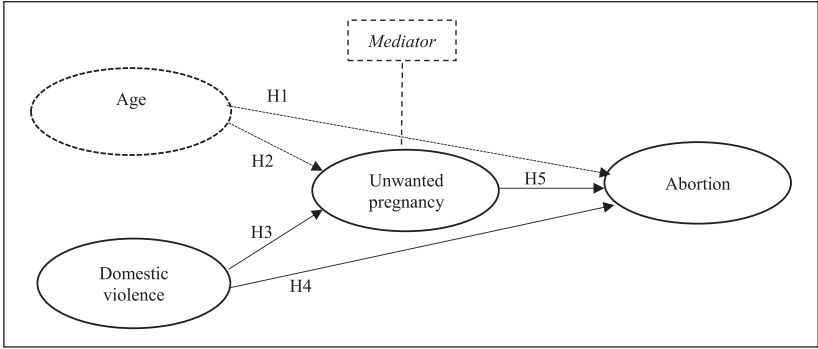 Mediator
Age
H1
H2
Unwanted
pregnancy
H5
Abortion
H3
Domestic
violence
H4